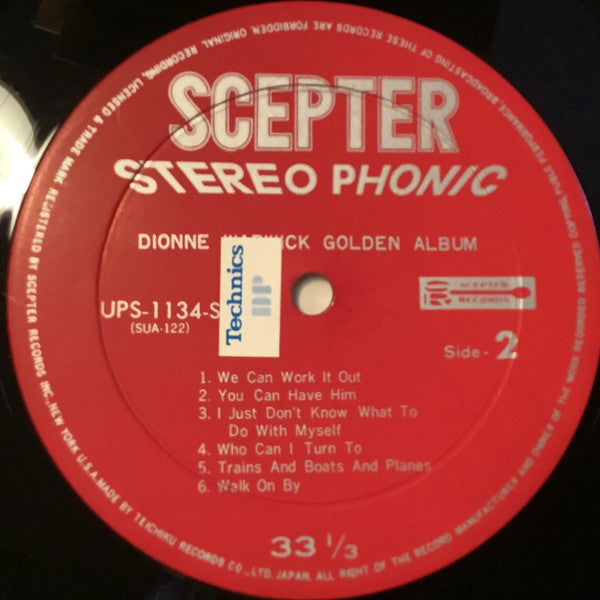 SCEPTER
STEREO PHONIC
DIONNE WARWICK GOLDEN ALBUM
UPS-1134-S
(SUA-122)
Technics
BP
SCEPTER
RECORDS
Side - 2
1. We Can Work It Out
2. You Can Have Him
3. I Just Don't Know What To
Do With Myself
4. Who Can I Turn To
5. Trains And Boats And Planes
6. Walk On By
33 1/3
ORIGINAL RECORDING, LICENSED & TRADE MARK REGISTERED BY SCEPTER RECORDS INC., NEW YORK U.S.A. MADE BY TEICHIKU RECORDS CO., LTD. JAPAN. ALL RIGHT OF THE RECORD MANUFACTURER AND OWNER OF THE WORK RECORDED RESERVED COPYING, PUBLIC PERFORMANCE BROADCASTING OF THESE RECORDS ARE FORBIDDEN,